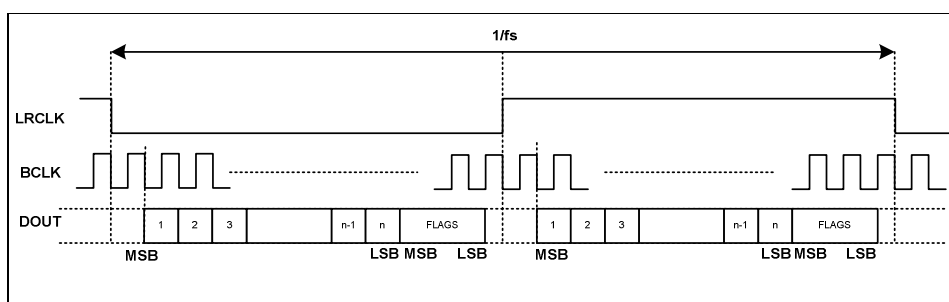 1/fs
LRCLK
BCLK
DOUT 1 2 3 n-1 n FLAGS 1 2 3 n-1 n FLAGS
MSB LSB MSB LSB MSB LSB MSB LSB